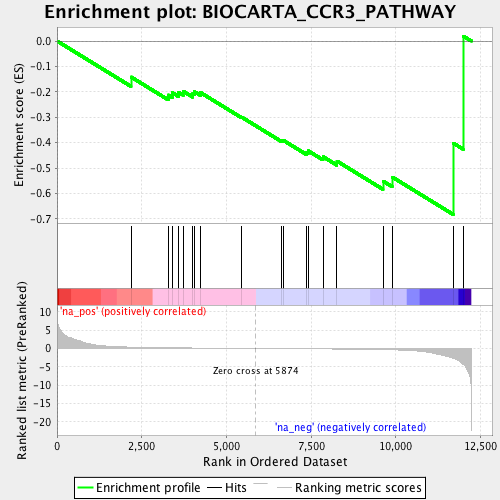 Enrichment plot: BIOCARTA_CCR3_PATHWAY
Enrichment score (ES)
0.0
-0.1
-0.2
-0.3
-0.4
-0.5
-0.6
-0.7
'na_pos' (positively correlated)
Ranked list metric (PreRanked)
10
5
0
-5
-10
-15
-20
Zero cross at 5874
'na_neg' (negatively correlated)
0
2,500
5,000
7,500
10,000
12,500
Rank in Ordered Dataset
Enrichment profile
Hits
Ranking metric scores